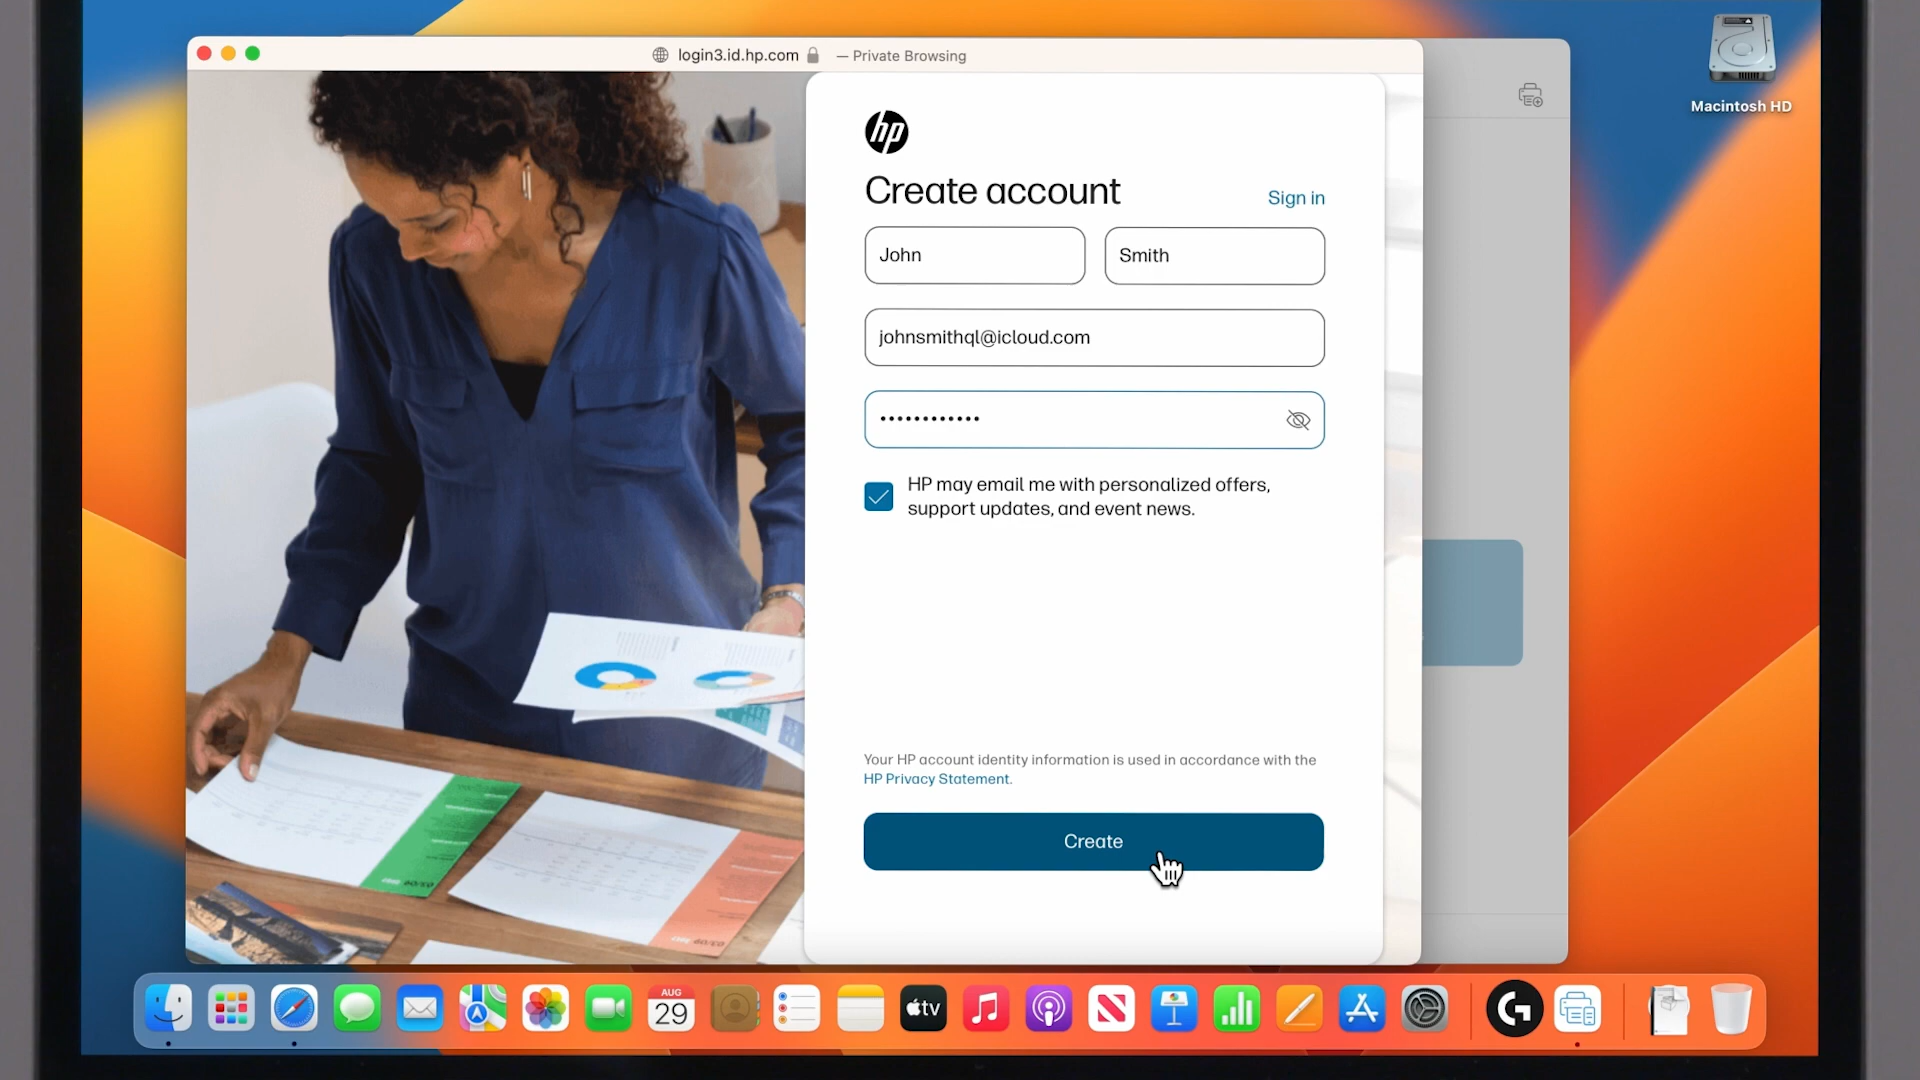 login3.id.hp.com — Private Browsing
Macintosh HD
hp
Create account
Sign in
John
Smith
johnsmithql@icloud.com
••••••••••••
HP may email me with personalized offers,
support updates, and event news.
Your HP account identity information is used in accordance with the
HP Privacy Statement.
Create
AUG
29
tv